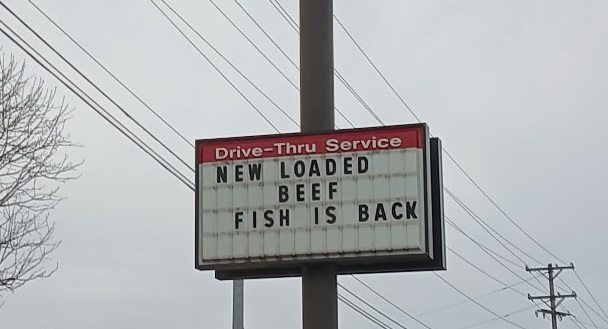 Drive-Thru Service
NEW LOADED
BEEF
FISH IS BACK